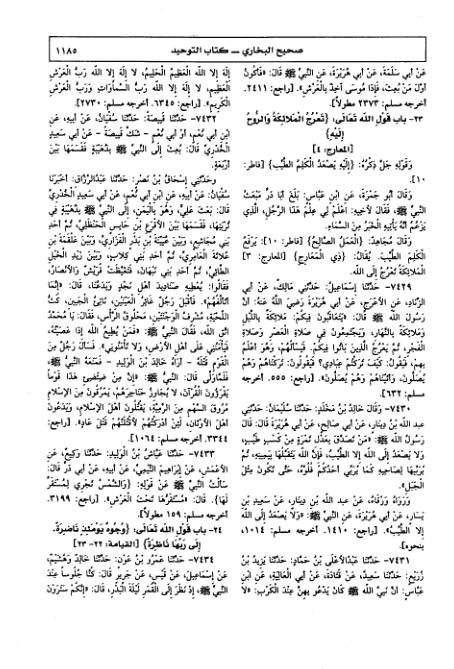 صحيح البخاري – كتاب التوحيد
١١٨٥
عَنْ أَبِي سَلَمَةَ، عَنْ أَبِي هُرَيْرَةَ، عَنِ النَّبِيِّ ﷺ قَالَ: «فَأَكُونُ
أَوَّلَ مَنْ بُعِثَ، فَإِذَا مُوسَى آخِذٌ بِالْعَرْشِ». [راجع: ٢٤١١.
أخرجه مسلم: ٢٣٧٣ مطولاً].
٢٣- باب قَولِ اللهِ تَعَالَى: {تَعْرُجُ المَلَائِكَةُ وَالرُّوحُ
إِلَيْهِ}
[المعارج: ٤]
وَقَوْلِهِ جَلَّ ذِكْرُهُ: {إِلَيْهِ يَصْعَدُ الْكَلِمُ الطَّيِّبُ} [فاطر:
١٠].
وَقَالَ أَبُو جَمْرَةَ، عَنِ ابْنِ عَبَّاسٍ: بَلَغَ أَبَا ذَرٍّ مَبْعَثُ
النَّبِيِّ ﷺ، فَقَالَ لِأَخِيهِ: اعْلَمْ لِي عِلْمَ هَذَا الرَّجُلِ، الَّذِي
يَزْعُمُ أَنَّهُ يَأْتِيهِ الْخَبَرُ مِنَ السَّمَاءِ.
وَقَالَ مُجَاهِدٌ: {الْعَمَلُ الصَّالِحُ} [فاطر: ١٠]: يَرْفَعُ
الْكَلِمَ الطَّيِّبَ. يُقَالُ: {ذِي الْمَعَارِجِ} [المعارج: ٣]
الْمَلَائِكَةُ تَعْرُجُ إِلَى اللهِ.
٧٤٢٩- حَدَّثَنَا إِسْمَاعِيلُ: حَدَّثَنِي مَالِكٌ، عَنْ أَبِي
الزِّنَادِ، عَنِ الْأَعْرَجِ، عَنْ أَبِي هُرَيْرَةَ رَضِيَ اللهُ عَنْهُ: أَنَّ
رَسُولَ اللهِ ﷺ قَالَ: «يَتَعَاقَبُونَ فِيكُمْ: مَلَائِكَةٌ بِاللَّيْلِ
وَمَلَائِكَةٌ بِالنَّهَارِ، وَيَجْتَمِعُونَ فِي صَلَاةِ الْعَصْرِ وَصَلَاةِ
الْفَجْرِ، ثُمَّ يَعْرُجُ الَّذِينَ بَاتُوا فِيكُمْ، فَيَسْأَلُهُمْ، وَهُوَ أَعْلَمُ
بِهِمْ، فَيَقُولُ: كَيْفَ تَرَكْتُمْ عِبَادِي؟ فَيَقُولُونَ: تَرَكْنَاهُمْ وَهُمْ
يُصَلُّونَ، وَأَتَيْنَاهُمْ وَهُمْ يُصَلُّونَ». [راجع: ٥٥٥. أخرجه
مسلم: ٦٣٢].
٧٤٣٠- وَقَالَ خَالِدُ بْنُ مَخْلَدٍ: حَدَّثَنَا سُلَيْمَانُ: حَدَّثَنِي
عبد الله بْنُ دِينَارٍ، عَنْ أَبِي صَالِحٍ، عَنْ أَبِي هُرَيْرَةَ قَالَ: قَالَ
رَسُولُ اللهِ ﷺ: «مَنْ تَصَدَّقَ بِعَدْلِ تَمْرَةٍ مِنْ كَسْبٍ طَيِّبٍ،
وَلَا يَصْعَدُ إِلَى اللهِ إِلَّا الطَّيِّبُ، فَإِنَّ اللهَ يَتَقَبَّلُهَا بِيَمِينِهِ، ثُمَّ
يُرَبِّيهَا لِصَاحِبِهِ كَمَا يُرَبِّي أَحَدُكُمْ فَلُوَّهُ، حَتَّى تَكُونَ مِثْلَ
الْجَبَلِ».
وَرَوَاهُ وَرْقَاءُ، عَنْ عبد الله بْنِ دِينَارٍ، عَنْ سَعِيدِ بْنِ
يَسَارٍ، عَنْ أَبِي هُرَيْرَةَ، عَنِ النَّبِيِّ ﷺ: «وَلَا يَصْعَدُ إِلَى اللهِ
إِلَّا الطَّيِّبُ». [راجع: ١٤١٠. أخرجه مسلم: ١٠١٤،
بنحوه].
٧٤٣١- حَدَّثَنَا عَبْدُالأَعْلَى بْنُ حَمَّادٍ: حَدَّثَنَا يَزِيدُ بْنُ
زُرَيْعٍ: حَدَّثَنَا سَعِيدٌ، عَنْ قَتَادَةَ، عَنْ أَبِي الْعَالِيَةِ، عَنِ ابْنِ
عَبَّاسٍ: أَنَّ نَبِيَّ اللهِ ﷺ كَانَ يَدْعُو بِهِنَّ عِنْدَ الْكَرْبِ: «لَا
إِلَهَ إِلَّا اللهُ الْعَظِيمُ الْحَلِيمُ، لَا إِلَهَ إِلَّا اللهُ رَبُّ الْعَرْشِ
الْعَظِيمِ، لَا إِلَهَ إِلَّا اللهُ رَبُّ السَّمَاوَاتِ وَرَبُّ الْعَرْشِ
الْكَرِيمِ». [راجع: ٦٣٤٥. أخرجه مسلم: ٢٧٣٠].
٧٤٣٢- حَدَّثَنَا قَبِيصَةُ: حَدَّثَنَا سُفْيَانُ، عَنْ أَبِيهِ، عَنِ
ابْنِ أَبِي نُعْمٍ، أَوْ أَبِي نُعْمٍ – شَكَّ قَبِيصَةُ – عَنْ أَبِي سَعِيدٍ
الْخُدْرِيِّ قَالَ: بُعِثَ إِلَى النَّبِيِّ ﷺ بِذُهَيْبَةٍ فَقَسَمَهَا بَيْنَ
أَرْبَعَةٍ.
وحَدَّثَنِي إِسْحَاقُ بْنُ نَصْرٍ: حَدَّثَنَا عَبْدُالرَّزَّاقِ: أَخْبَرَنَا
سُفْيَانُ: عَنْ أَبِيهِ، عَنِ ابْنِ أَبِي نُعْمٍ، عَنْ أَبِي سَعِيدٍ الْخُدْرِيِّ
قَالَ: بَعَثَ عَلِيٌّ، وَهُوَ بِالْيَمَنِ، إِلَى النَّبِيِّ ﷺ بِذُهَيْبَةٍ فِي
تُرْبَتِهَا، فَقَسَمَهَا بَيْنَ الْأَقْرَعِ بْنِ حَابِسٍ الْحَنْظَلِيِّ، ثُمَّ أَحَدِ
بَنِي مُجَاشِعٍ، وَبَيْنَ عُيَيْنَةَ بْنِ بَدْرٍ الْفَزَارِيِّ، وَبَيْنَ عَلْقَمَةَ بْنِ
عُلَاثَةَ الْعَامِرِيِّ، ثُمَّ أَحَدِ بَنِي كِلَابٍ، وَبَيْنَ زَيْدِ الْخَيْلِ
الطَّائِيِّ، ثُمَّ أَحَدِ بَنِي نَبْهَانَ، فَتَغَيَّظَتْ قُرَيْشٌ وَالْأَنْصَارُ،
فَقَالُوا: يُعْطِيهِ صَنَادِيدَ أَهْلِ نَجْدٍ وَيَدَعُنَا، قَالَ: «إِنَّمَا
أَتَأَلَّفُهُمْ». فَأَقْبَلَ رَجُلٌ غَائِرُ الْعَيْنَيْنِ، نَاتِئُ الْجَبِينِ، كَثُّ
اللِّحْيَةِ، مُشْرِفُ الْوَجْنَتَيْنِ، مَحْلُوقُ الرَّأْسِ، فَقَالَ: يَا مُحَمَّدُ
اتَّقِ اللهَ، فَقَالَ النَّبِيُّ ﷺ: «فَمَنْ يُطِيعُ اللهَ إِذَا عَصَيْتُهُ،
فَيَأْمَنُنِي عَلَى أَهْلِ الْأَرْضِ، وَلَا تَأْمَنُونِي». فَسَأَلَ رَجُلٌ مِنَ
الْقَوْمِ قَتْلَهُ – أُرَاهُ خَالِدَ بْنَ الْوَلِيدِ – فَمَنَعَهُ النَّبِيُّ ﷺ،
فَلَمَّا وَلَّى قَالَ: النَّبِيُّ ﷺ: «إِنَّ مِنْ ضِئْضِئِ هَذَا قَوْمًا
يَقْرَؤُونَ الْقُرْآنَ، لَا يُجَاوِزُ حَنَاجِرَهُمْ، يَمْرُقُونَ مِنَ الْإِسْلَامِ
مُرُوقَ السَّهْمِ مِنَ الرَّمِيَّةِ، يَقْتُلُونَ أَهْلَ الْإِسْلَامِ، وَيَدَعُونَ
أَهْلَ الْأَوْثَانِ، لَئِنْ أَدْرَكْتُهُمْ لَأَقْتُلَنَّهُمْ قَتْلَ عَادٍ». [راجع:
٣٣٤٤. أخرجه مسلم: ١٠٦٤].
٧٤٣٣- حَدَّثَنَا عَيَّاشُ بْنُ الْوَلِيدِ: حَدَّثَنَا وَكِيعٌ، عَنِ
الْأَعْمَشِ، عَنْ إِبْرَاهِيمَ التَّيْمِيِّ، عَنْ أَبِيهِ، عَنْ أَبِي ذَرٍّ قَالَ:
سَأَلْتُ النَّبِيَّ ﷺ عَنْ قَوْلِهِ: {وَالشَّمْسُ تَجْرِي لِمُسْتَقَرٍّ
لَهَا}. قَالَ: «مُسْتَقَرُّهَا تَحْتَ الْعَرْشِ». [راجع: ٣١٩٩.
أخرجه مسلم: ١٥٩ مطولاً].
٢٤- باب قَولِ اللهِ تَعَالَى: {وُجُوهٌ يَوْمَئِذٍ نَاضِرَةٌ.
إِلَى رَبِّهَا نَاظِرَةٌ} [القيامة: ٢٢- ٢٣]
٧٤٣٤- حَدَّثَنَا عَمْرُو بْنُ عَوْنٍ: حَدَّثَنَا خَالِدٌ وَهُشَيْمٌ،
عَنْ إِسْمَاعِيلَ، عَنْ قَيْسٍ، عَنْ جَرِيرٍ قَالَ: كُنَّا جُلُوسًا عِنْدَ
النَّبِيِّ ﷺ، إِذْ نَظَرَ إِلَى الْقَمَرِ لَيْلَةَ الْبَدْرِ، قَالَ: «إِنَّكُمْ سَتَرَوْنَ